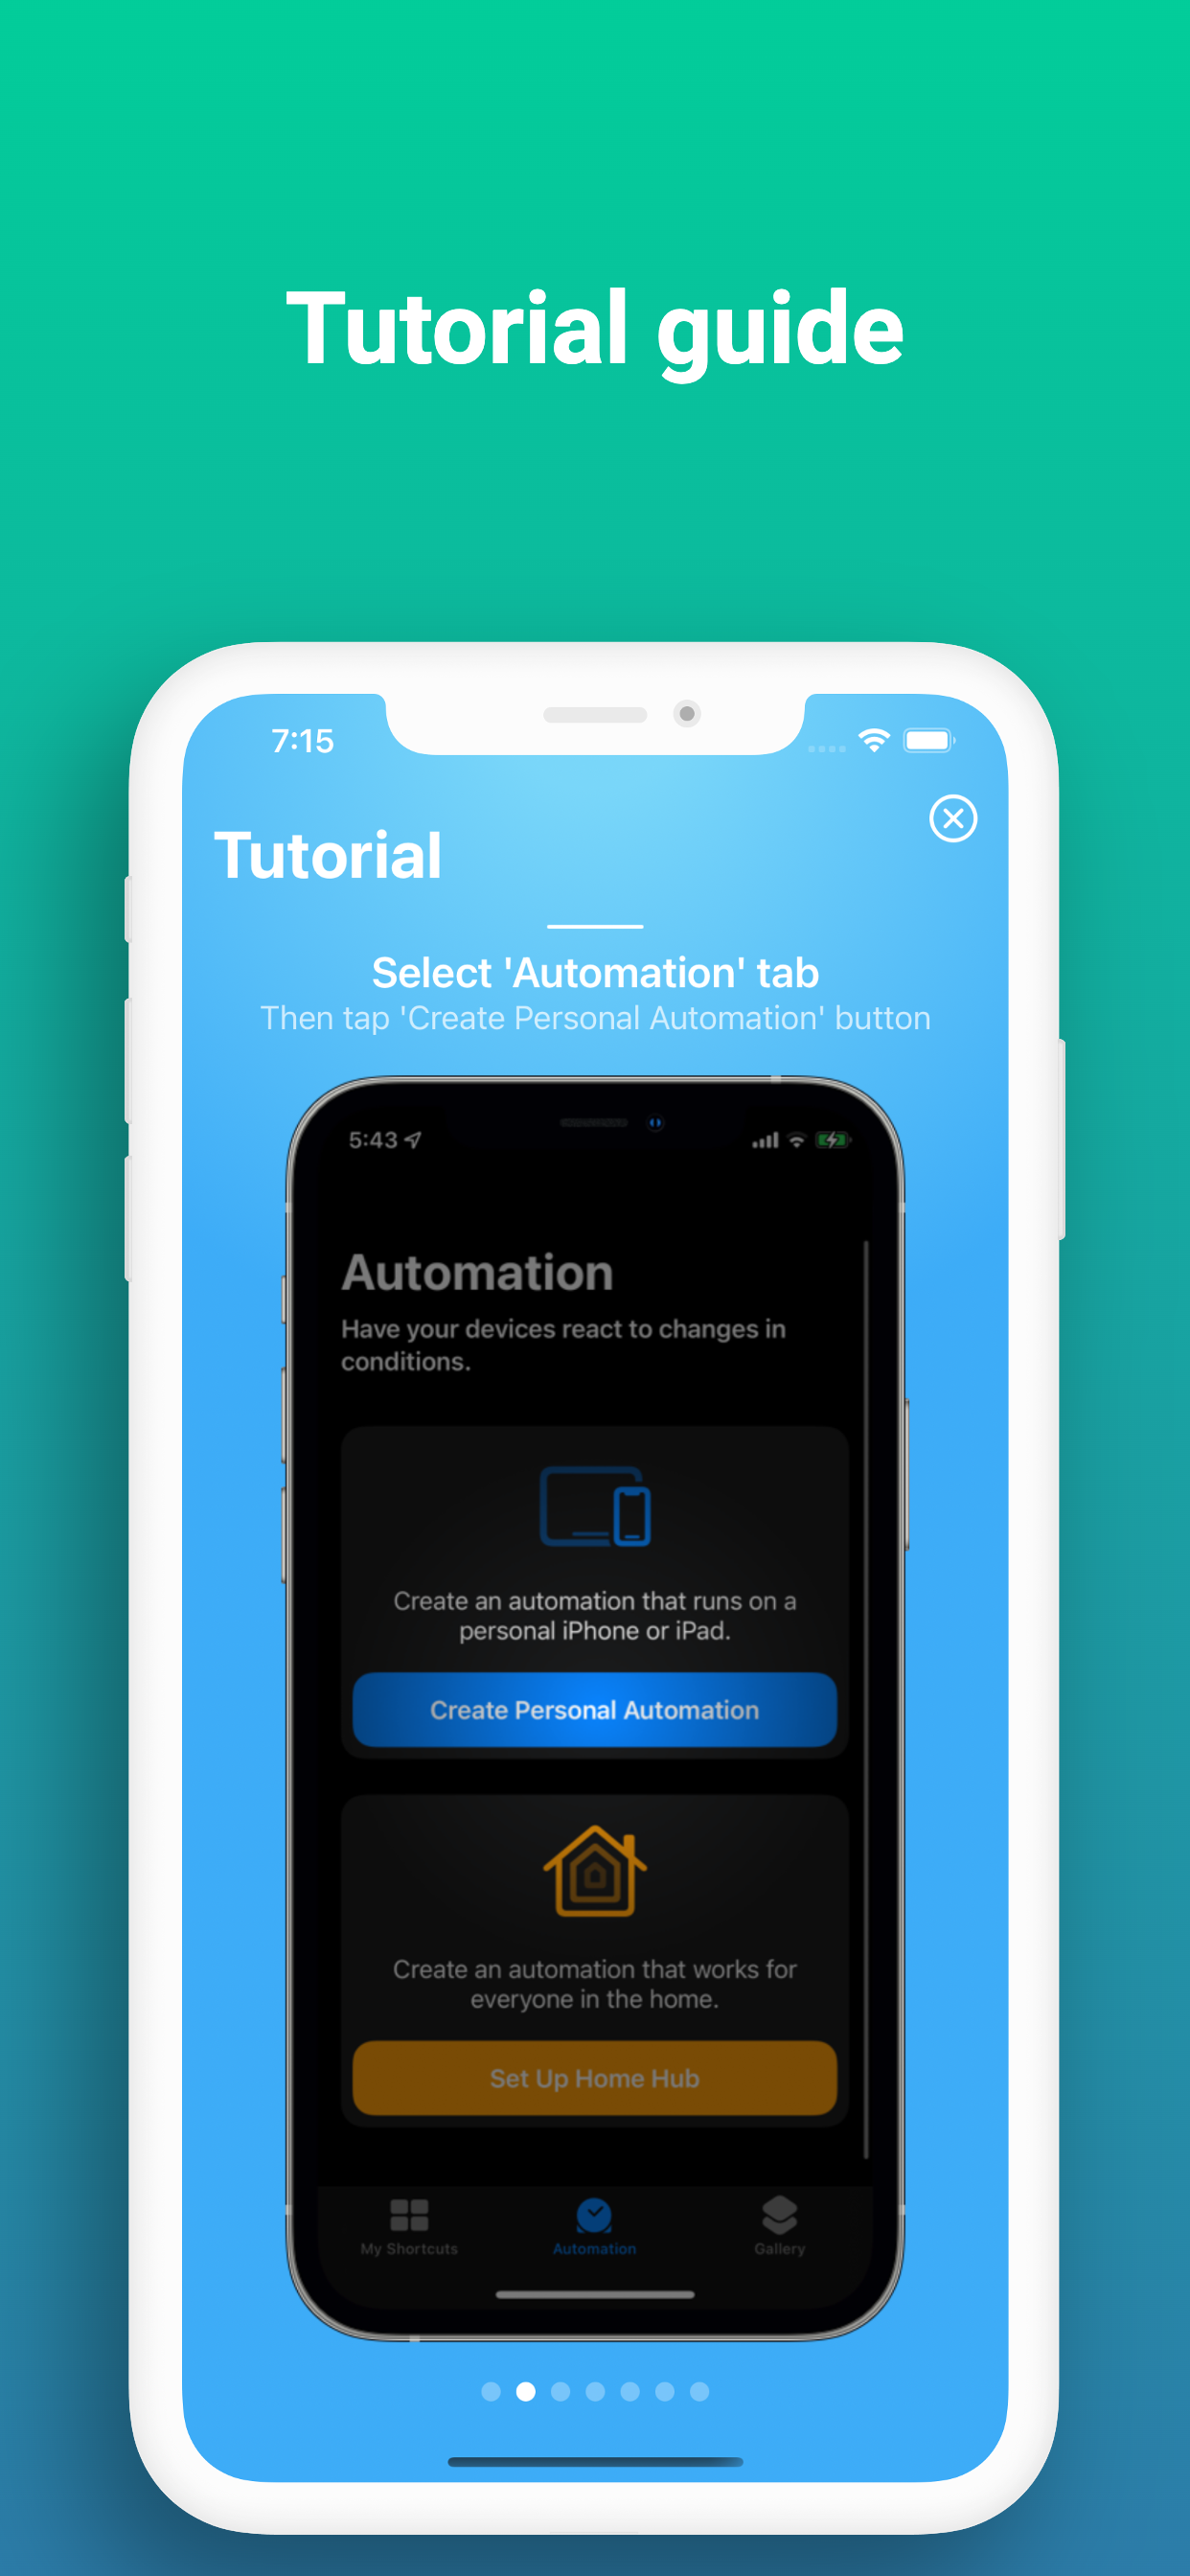 Tutorial guide
7:15
Tutorial
Select 'Automation' tab
Then tap 'Create Personal Automation' button
5:43
Automation
Have your devices react to changes in
conditions.
Create an automation that runs on a
personal iPhone or iPad.
Create Personal Automation
Create an automation that works for
everyone in the home.
Set Up Home Hub
My Shortcuts
Automation
Gallery